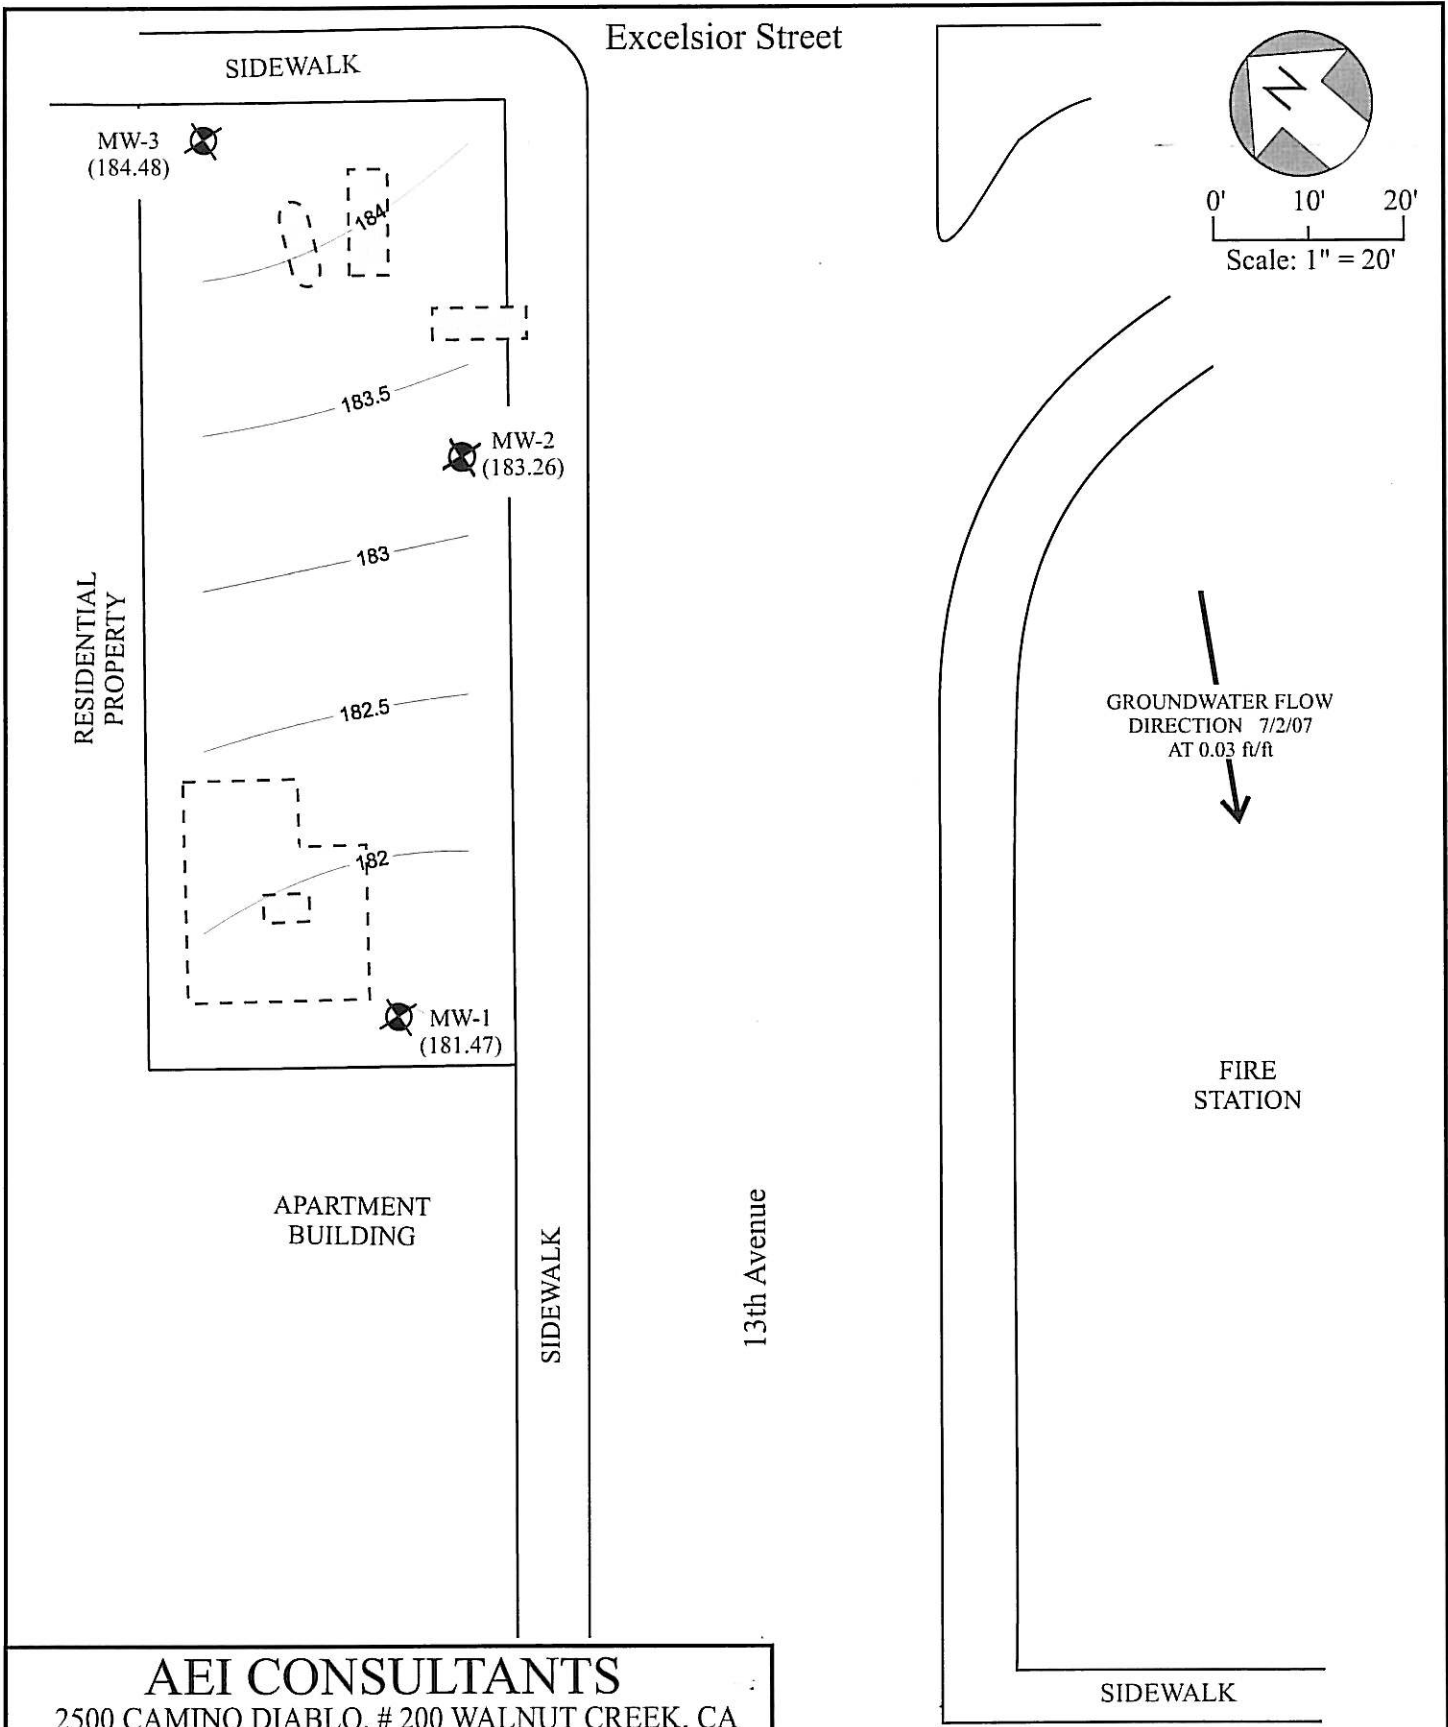 Excelsior Street
SIDEWALK
N
MW-3
(184.48)
0' 10' 20'
Scale: 1" = 20'
184
183.5
MW-2
(183.26)
183
RESIDENTIAL
PROPERTY
182.5
GROUNDWATER FLOW
DIRECTION 7/2/07
AT 0.03 ft/ft
182
MW-1
(181.47)
FIRE
STATION
APARTMENT
BUILDING
SIDEWALK
13th Avenue
AEI CONSULTANTS
2500 CAMINO DIABLO, # 200 WALNUT CREEK, CA
SIDEWALK